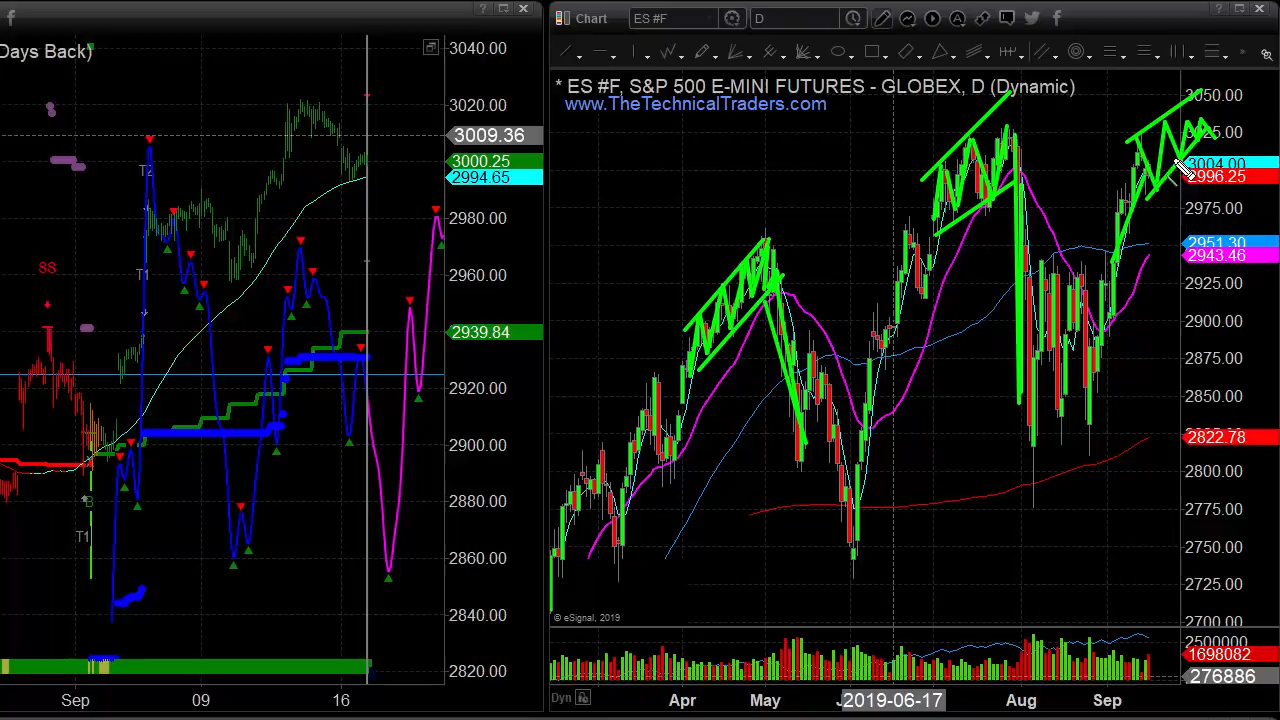 Days Back)
3040.00
3020.00
3009.36
3000.25
2994.65
2980.00
2960.00
2939.84
2920.00
2900.00
2880.00
2860.00
2840.00
2820.00
SS
T
T2
T1
B
T1
Sep
09
16
Chart
ES #F
D
* ES #F, S&P 500 E-MINI FUTURES - GLOBEX, D (Dynamic)
www.TheTechnicalTraders.com
3050.00
3025.00
3004.00
2996.25
2975.00
2951.30
2943.46
2925.00
2900.00
2875.00
2850.00
2822.78
2800.00
2775.00
2750.00
2725.00
2700.00
© eSignal, 2019
2500000
1698082
276886
Dyn
Apr
May
2019-06-17
Aug
Sep